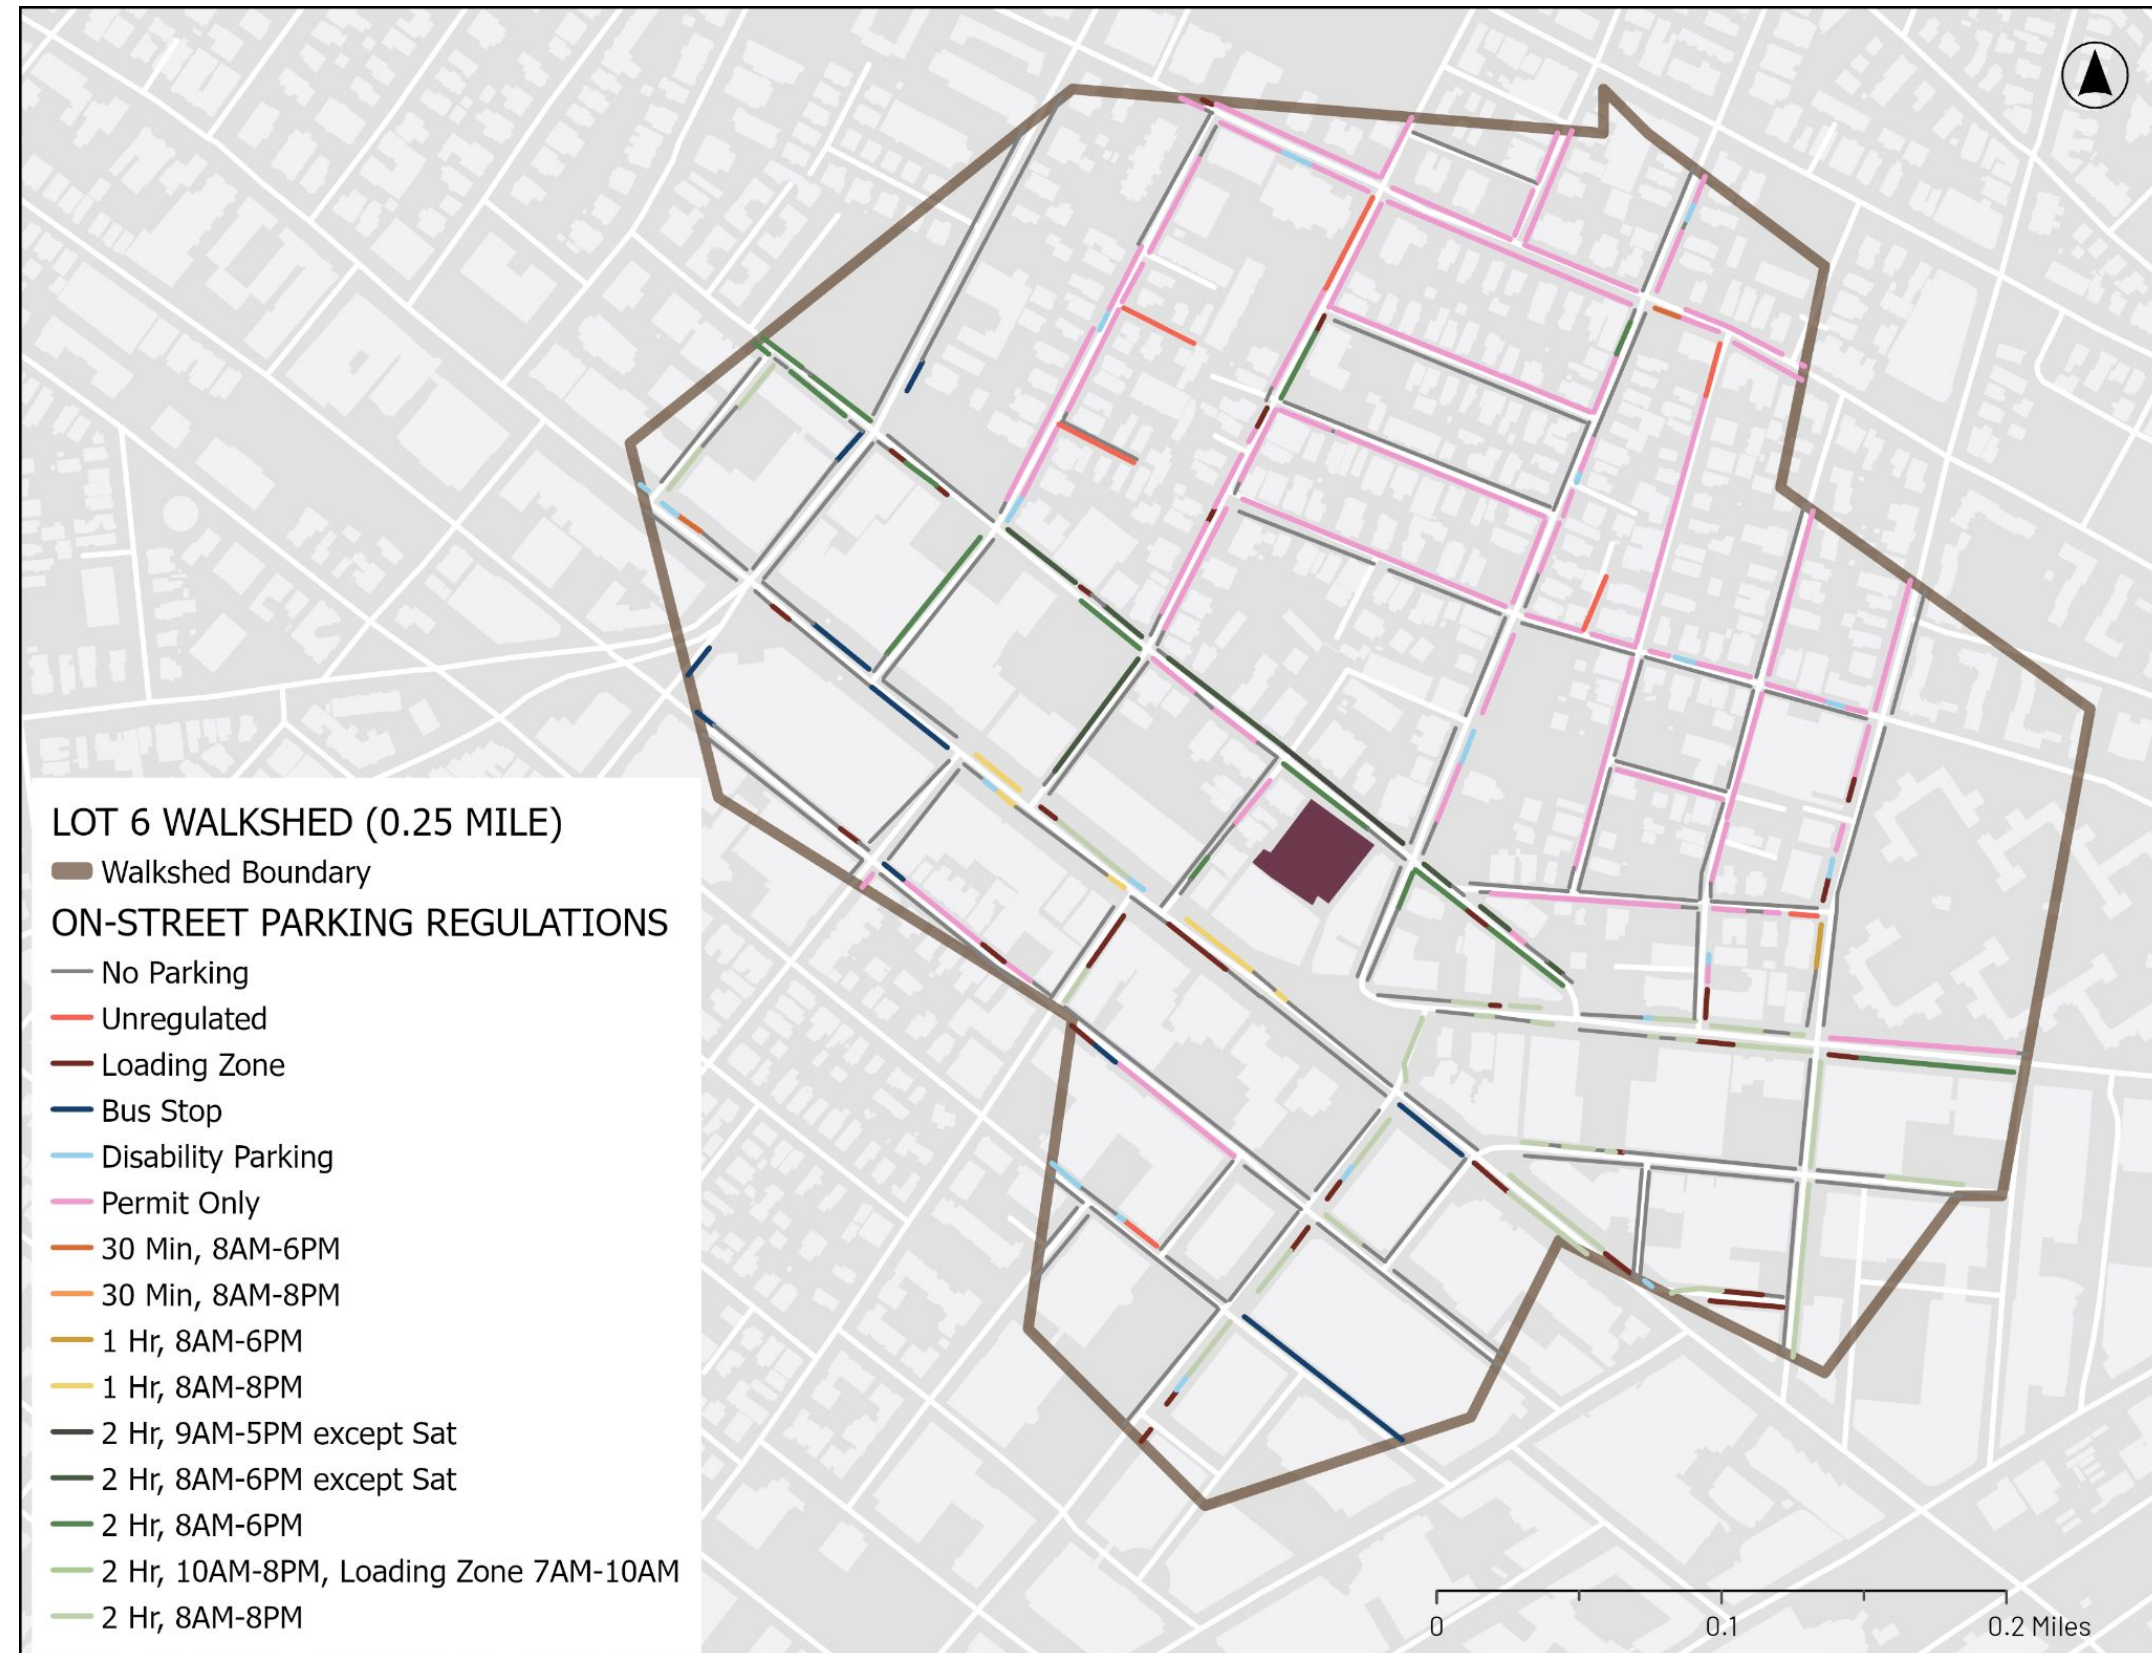 LOT 6 WALKSHED (0.25 MILE)
Walkshed Boundary
ON-STREET PARKING REGULATIONS
No Parking
Unregulated
Loading Zone
Bus Stop
Disability Parking
Permit Only
30 Min, 8AM-6PM
30 Min, 8AM-8PM
1 Hr, 8AM-6PM
1 Hr, 8AM-8PM
2 Hr, 9AM-5PM except Sat
2 Hr, 8AM-6PM except Sat
2 Hr, 8AM-6PM
2 Hr, 10AM-8PM, Loading Zone 7AM-10AM
2 Hr, 8AM-8PM
0 0.1 0.2 Miles